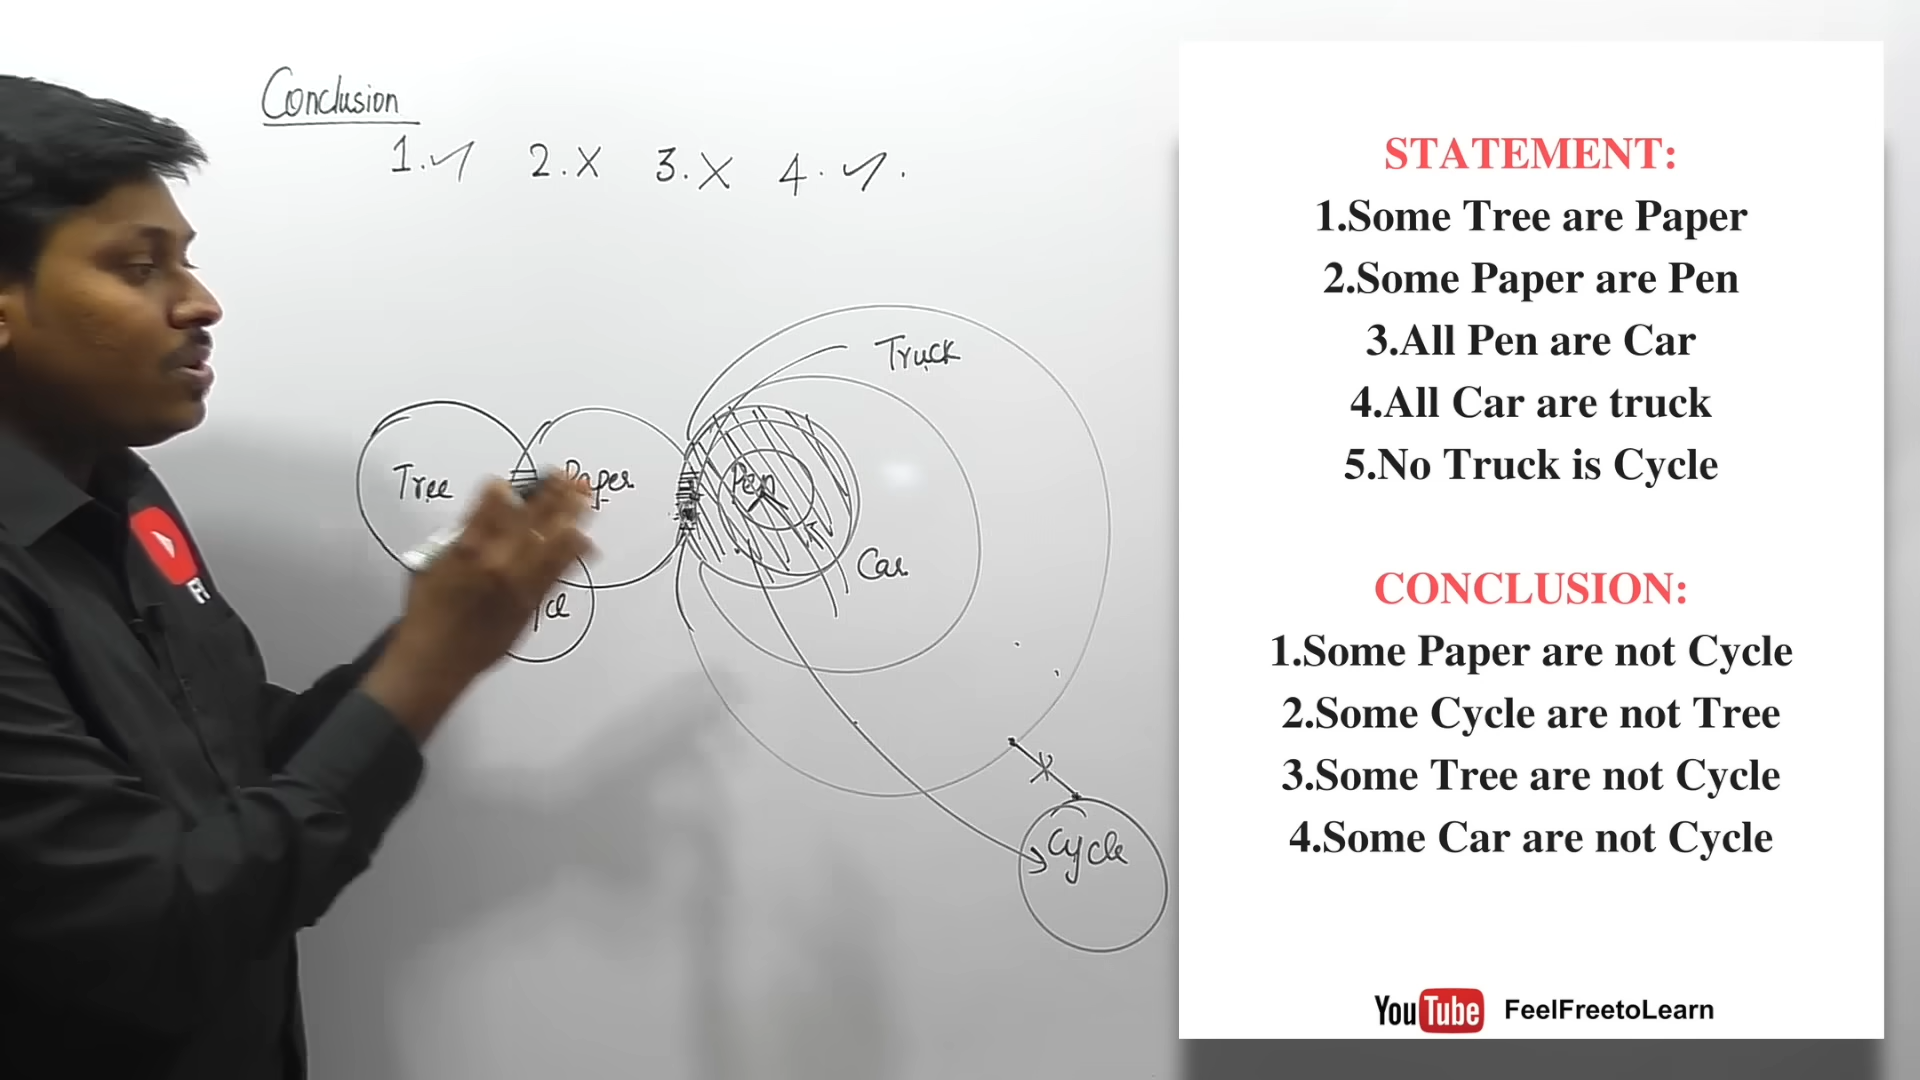 Conclusion
1. ✓ 2. X 3. X 4. ✓.
Truck
Tree
Paper
Pen
Car
Cycle
STATEMENT:
1.Some Tree are Paper
2.Some Paper are Pen
3.All Pen are Car
4.All Car are truck
5.No Truck is Cycle
CONCLUSION:
1.Some Paper are not Cycle
2.Some Cycle are not Tree
3.Some Tree are not Cycle
4.Some Car are not Cycle
YouTube FeelFreetoLearn